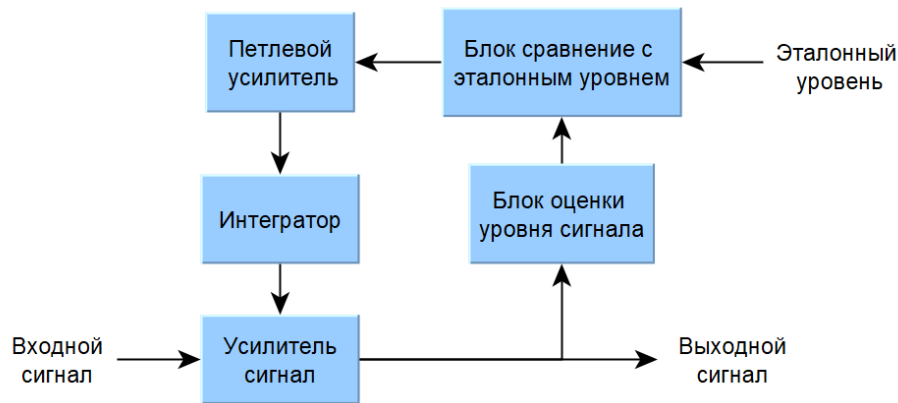 Петлевой
усилитель
Блок сравнение с
эталонным уровнем
Эталонный
уровень
Интегратор
Блок оценки
уровня сигнала
Входной
сигнал
Усилитель
сигнал
Выходной
сигнал